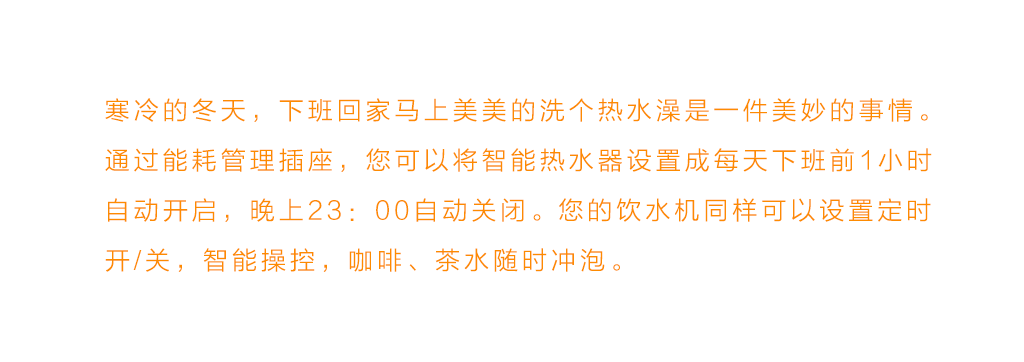 寒冷的冬天，下班回家马上美美的洗个热水澡是一件美妙的事情。
通过能耗管理插座，您可以将智能热水器设置成每天下班前1小时
自动开启，晚上23：00自动关闭。您的饮水机同样可以设置定时
开/关，智能操控，咖啡、茶水随时冲泡。